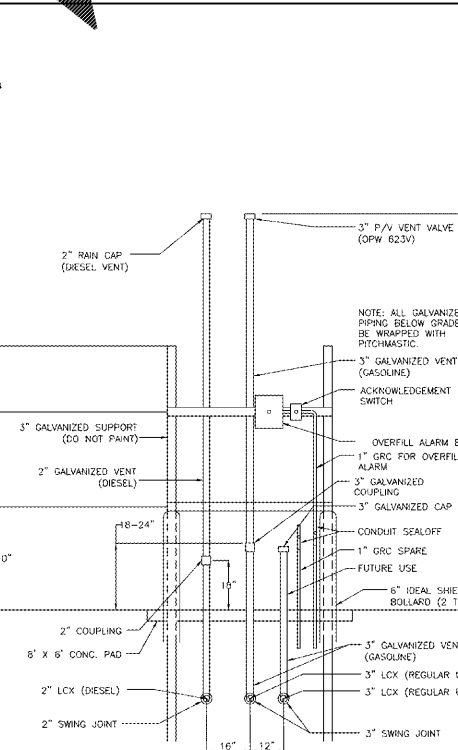 3" P/V VENT VALVE
(OPW 623V)
2" RAIN CAP
(DIESEL VENT)
NOTE: ALL GALVANIZE
PIPING BELOW GRADE
BE WRAPPED WITH
PITCHMASTIC.
3" GALVANIZED VENT
(GASOLINE)
ACKNOWLEDGEMENT
SWITCH
3" GALVANIZED SUPPORT
(DO NOT PAINT)
OVERFILL ALARM
1" GRC FOR OVERFIL
ALARM
2" GALVANIZED VENT
(DIESEL)
3" GALVANIZED
COUPLING
3" GALVANIZED CAP
18-24"
CONDUIT SEALOFF
1" GRC SPARE
0"
FUTURE USE
18"
6" IDEAL SHIE
BOLLARD (2 T
2" COUPLING
8' X 6' CONC. PAD
3" GALVANIZED VEN
(GASOLINE)
3" LCX (REGULAR
2" LCX (DIESEL)
3" LCX (REGULAR
2" SWING JOINT
3" SWING JOINT
16"
12"